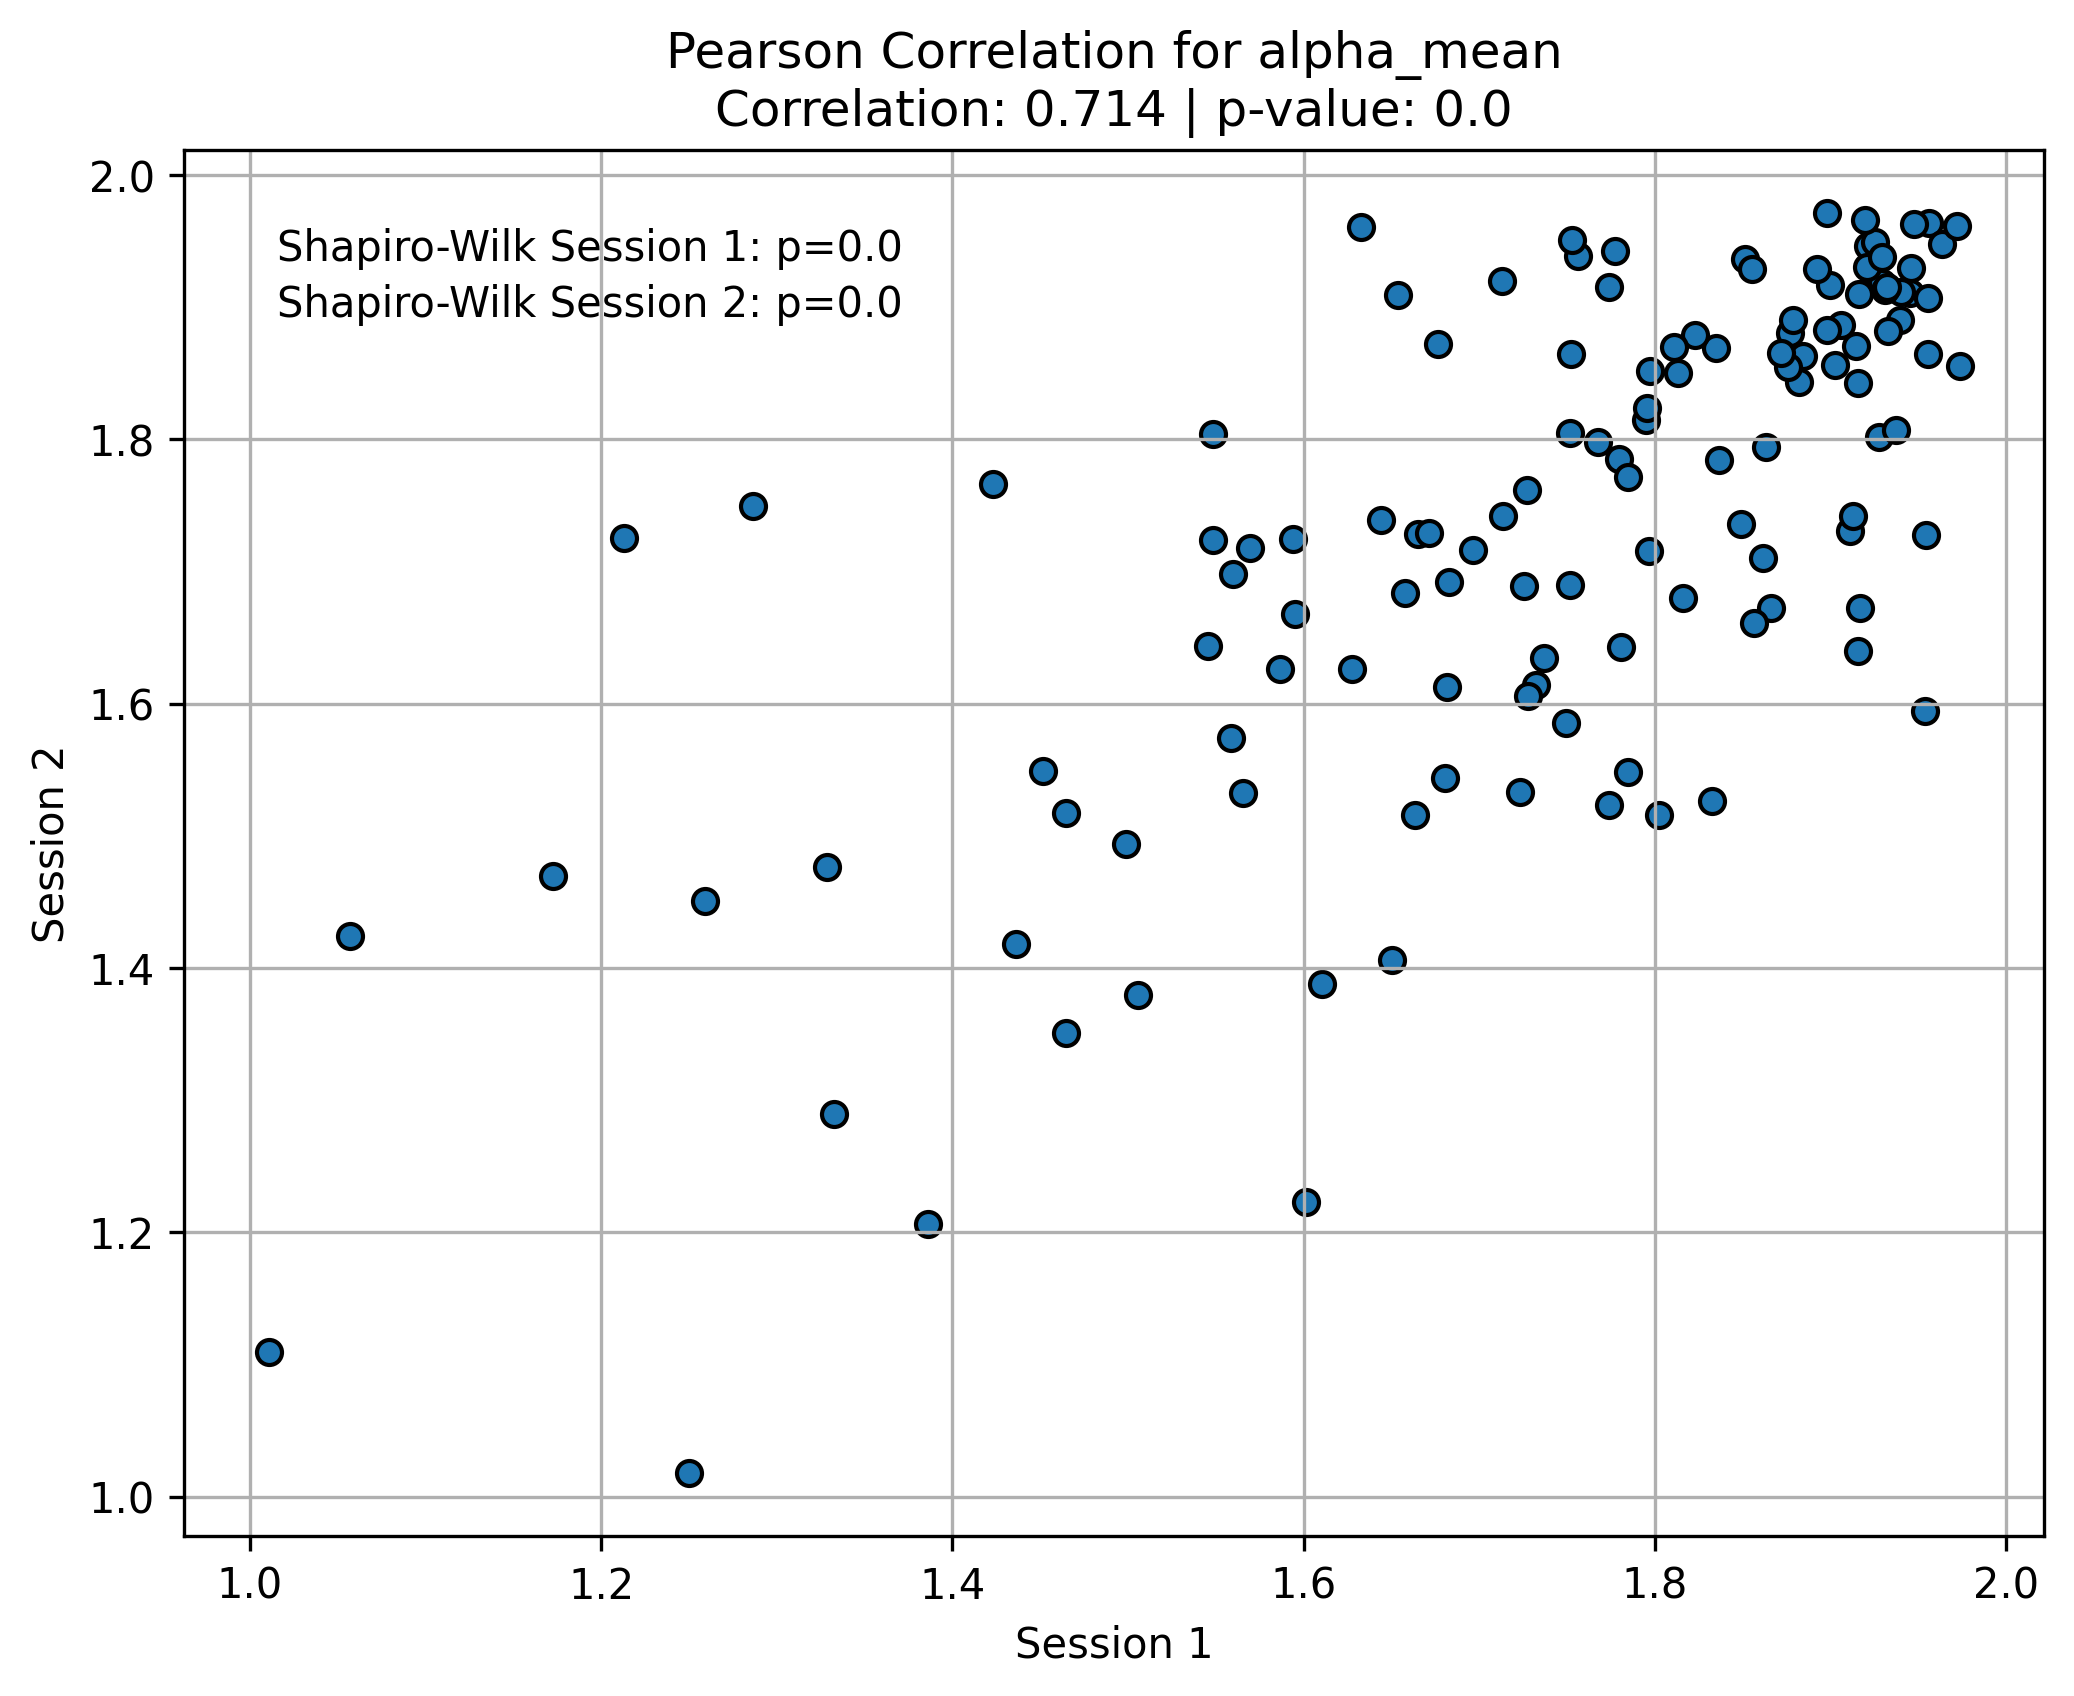 Pearson Correlation for alpha_mean
Correlation: 0.714 | p-value: 0.0
Shapiro-Wilk Session 1: p=0.0
Shapiro-Wilk Session 2: p=0.0
2.0
1.8
1.6
1.4
1.2
1.0
Session 2
1.0 1.2 1.4 1.6 1.8 2.0
Session 1